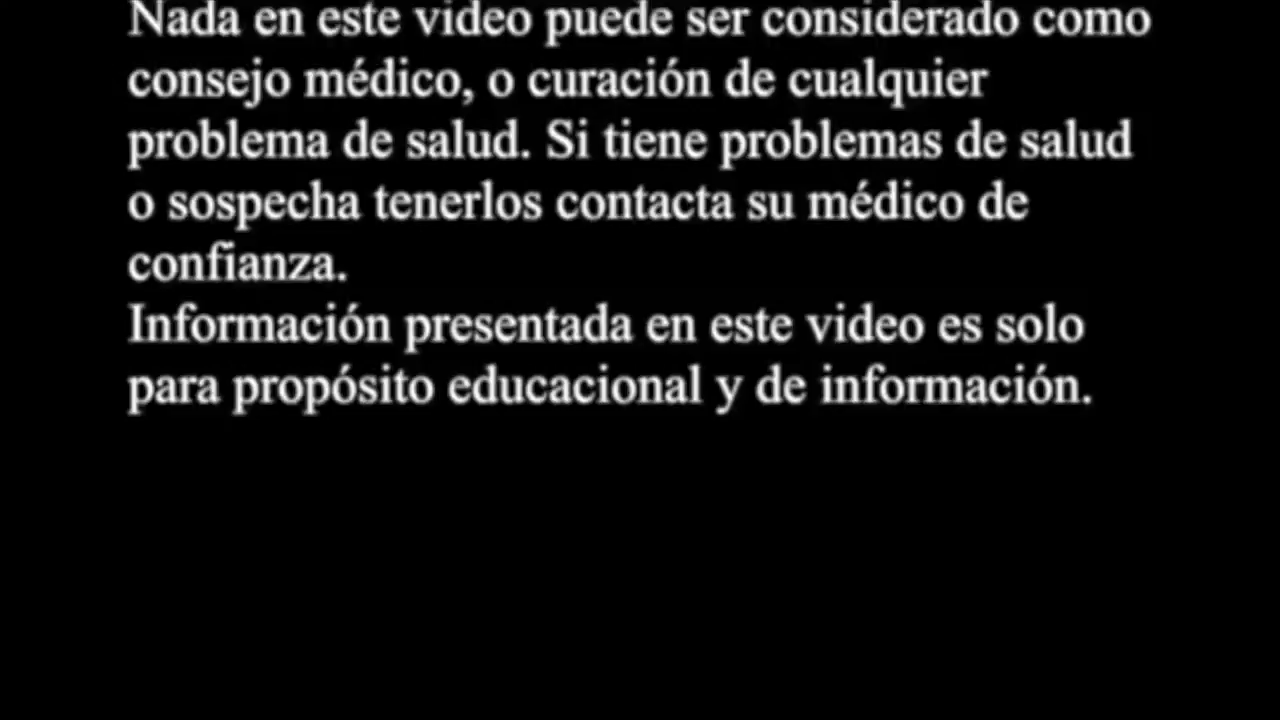 Nada en este video puede ser considerado como
consejo médico, o curación de cualquier
problema de salud. Si tiene problemas de salud
o sospecha tenerlos contacta su médico de
confianza.
Información presentada en este video es solo
para propósito educacional y de información.